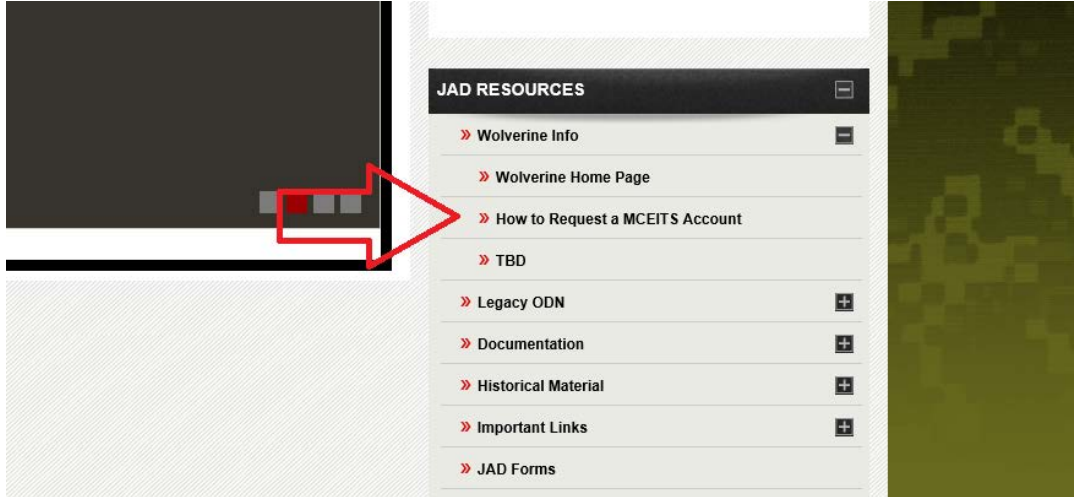 JAD RESOURCES
Wolverine Info
Wolverine Home Page
How to Request a MCEITS Account
TBD
Legacy ODN
Documentation
Historical Material
Important Links
JAD Forms